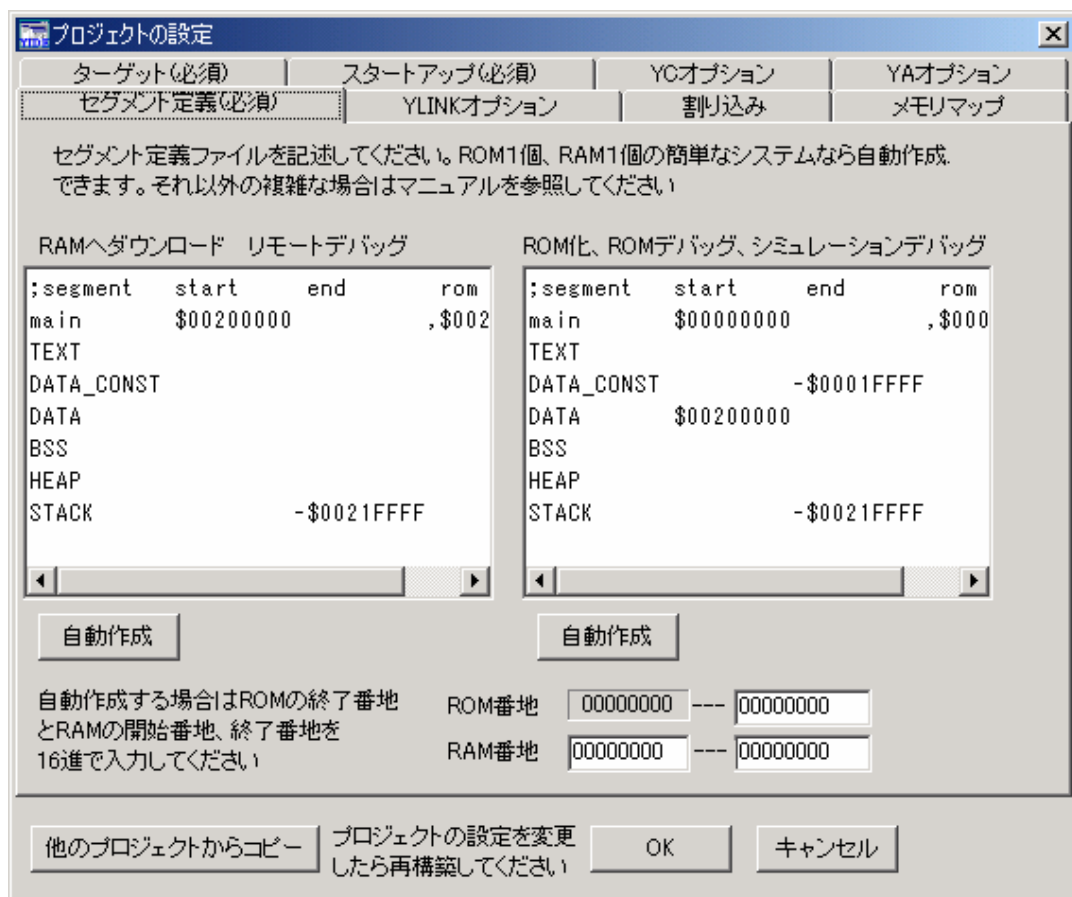 YIDE
プロジェクトの設定
ターゲット(必須)
スタートアップ(必須)
YCオプション
YAオプション
セグメント定義(必須)
YLINKオプション
割り込み
メモリマップ
セグメント定義ファイルを記述してください。ROM1個、RAM1個の簡単なシステムなら自動作成
できます。それ以外の複雑な場合はマニュアルを参照してください
RAMへダウンロード リモートデバッグ
;segment start end rom
main $00200000 ,$002
TEXT
DATA_CONST
DATA
BSS
HEAP
STACK -$0021FFFF
自動作成
ROM化、ROMデバッグ、シミュレーションデバッグ
;segment start end rom
main $00000000 ,$000
TEXT
DATA_CONST -$0001FFFF
DATA $00200000
BSS
HEAP
STACK -$0021FFFF
自動作成
自動作成する場合はROMの終了番地
とRAMの開始番地、終了番地を
16進で入力してください
ROM番地 00000000 --- 00000000
RAM番地 00000000 --- 00000000
他のプロジェクトからコピー
プロジェクトの設定を変更
したら再構築してください
OK
キャンセル